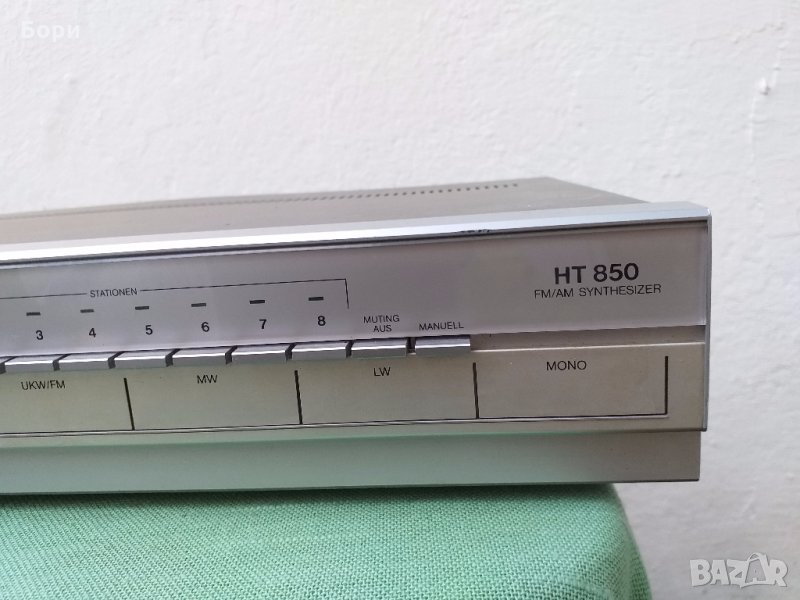 Бори
HT 850
FM/AM SYNTHESIZER
STATIONEN
3 4 5 6 7 8
MUTING
AUS
MANUELL
UKW/FM MW LW MONO
BAZAR